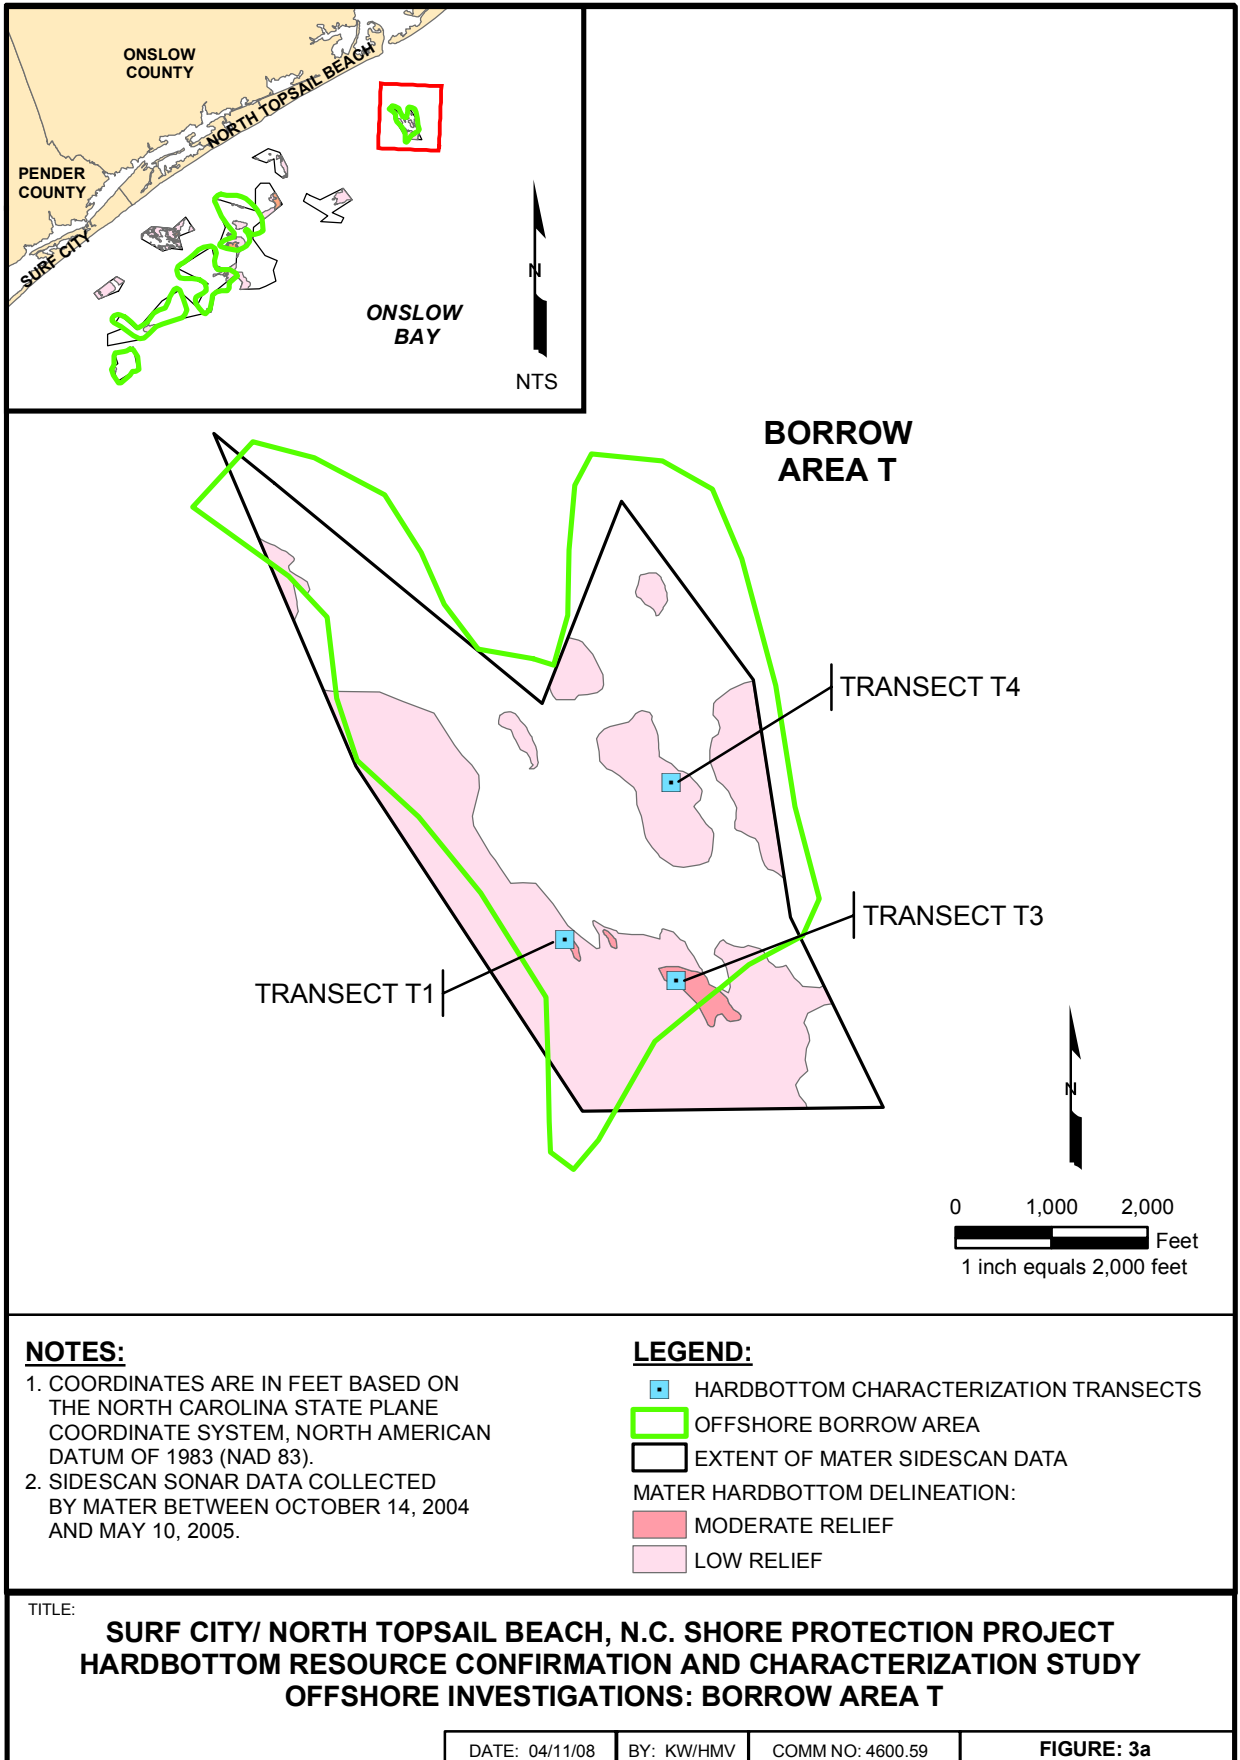 ONSLOW
COUNTY
NORTH TOPSAIL BEACH
PENDER
COUNTY
SURF CITY
ONSLOW
BAY
N
NTS
BORROW
AREA T
TRANSECT T4
TRANSECT T3
TRANSECT T1
N
0 1,000 2,000
Feet
1 inch equals 2,000 feet
NOTES:
1. COORDINATES ARE IN FEET BASED ON
THE NORTH CAROLINA STATE PLANE
COORDINATE SYSTEM, NORTH AMERICAN
DATUM OF 1983 (NAD 83).
2. SIDESCAN SONAR DATA COLLECTED
BY MATER BETWEEN OCTOBER 14, 2004
AND MAY 10, 2005.
LEGEND:
HARDBOTTOM CHARACTERIZATION TRANSECTS
OFFSHORE BORROW AREA
EXTENT OF MATER SIDESCAN DATA
MATER HARDBOTTOM DELINEATION:
MODERATE RELIEF
LOW RELIEF
TITLE:
SURF CITY/ NORTH TOPSAIL BEACH, N.C. SHORE PROTECTION PROJECT
HARDBOTTOM RESOURCE CONFIRMATION AND CHARACTERIZATION STUDY
OFFSHORE INVESTIGATIONS: BORROW AREA T
DATE: 04/11/08 BY: KW/HMV COMM NO: 4600.59 FIGURE: 3a